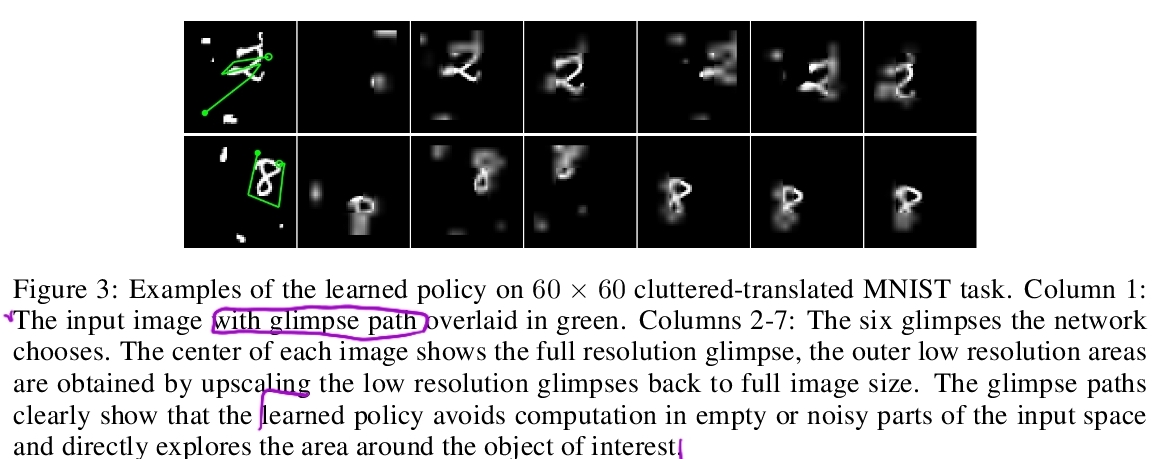 Figure 3: Examples of the learned policy on 60 × 60 cluttered-translated MNIST task. Column 1:
The input image with glimpse path overlaid in green. Columns 2-7: The six glimpses the network
chooses. The center of each image shows the full resolution glimpse, the outer low resolution areas
are obtained by upscaling the low resolution glimpses back to full image size. The glimpse paths
clearly show that the learned policy avoids computation in empty or noisy parts of the input space
and directly explores the area around the object of interest.